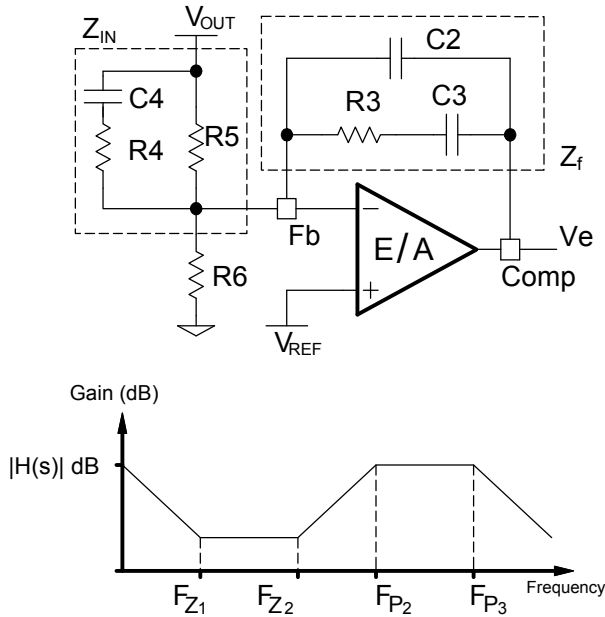 V_OUT
Z_IN
C2
C4
R3
C3
R4
R5
Z_f
Fb
−
E/A
Ve
R6
+
Comp
V_REF
Gain (dB)
|H(s)| dB
F_Z1 F_Z2 F_P2 F_P3 Frequency